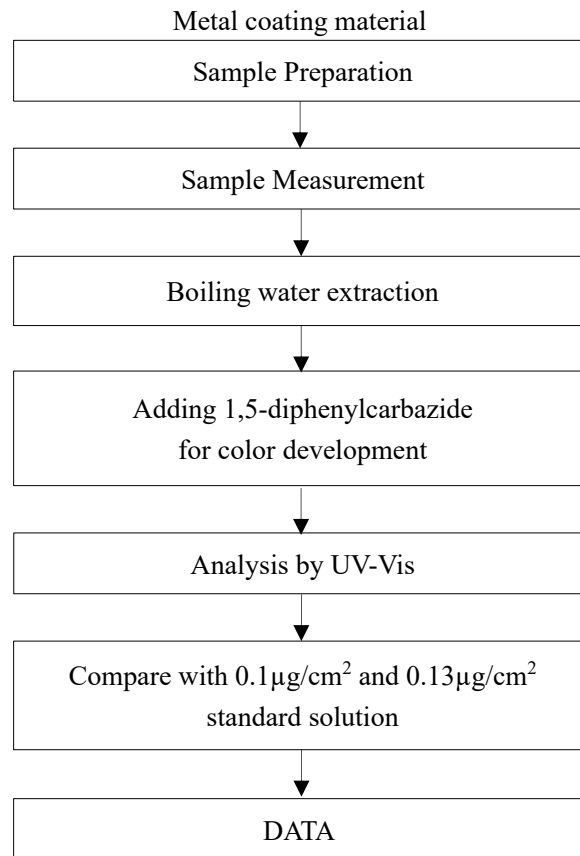 Metal coating material
Sample Preparation
Sample Measurement
Boiling water extraction
Adding 1,5-diphenylcarbazide
for color development
Analysis by UV-Vis
Compare with 0.1μg/cm² and 0.13μg/cm²
standard solution
DATA